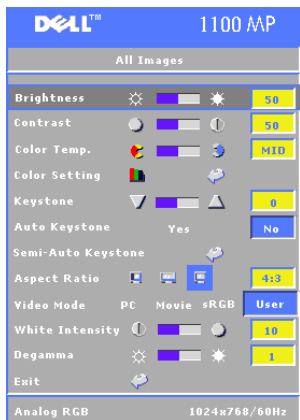 DELL™ 1100 MP
All Images
Brightness 50
Contrast 50
Color Temp. MID
Color Setting
Keystone 0
Auto Keystone Yes No
Semi-Auto Keystone
Aspect Ratio 4:3
Video Mode PC Movie sRGB User
White Intensity 10
Degamma 1
Exit
Analog RGB 1024x768/60Hz